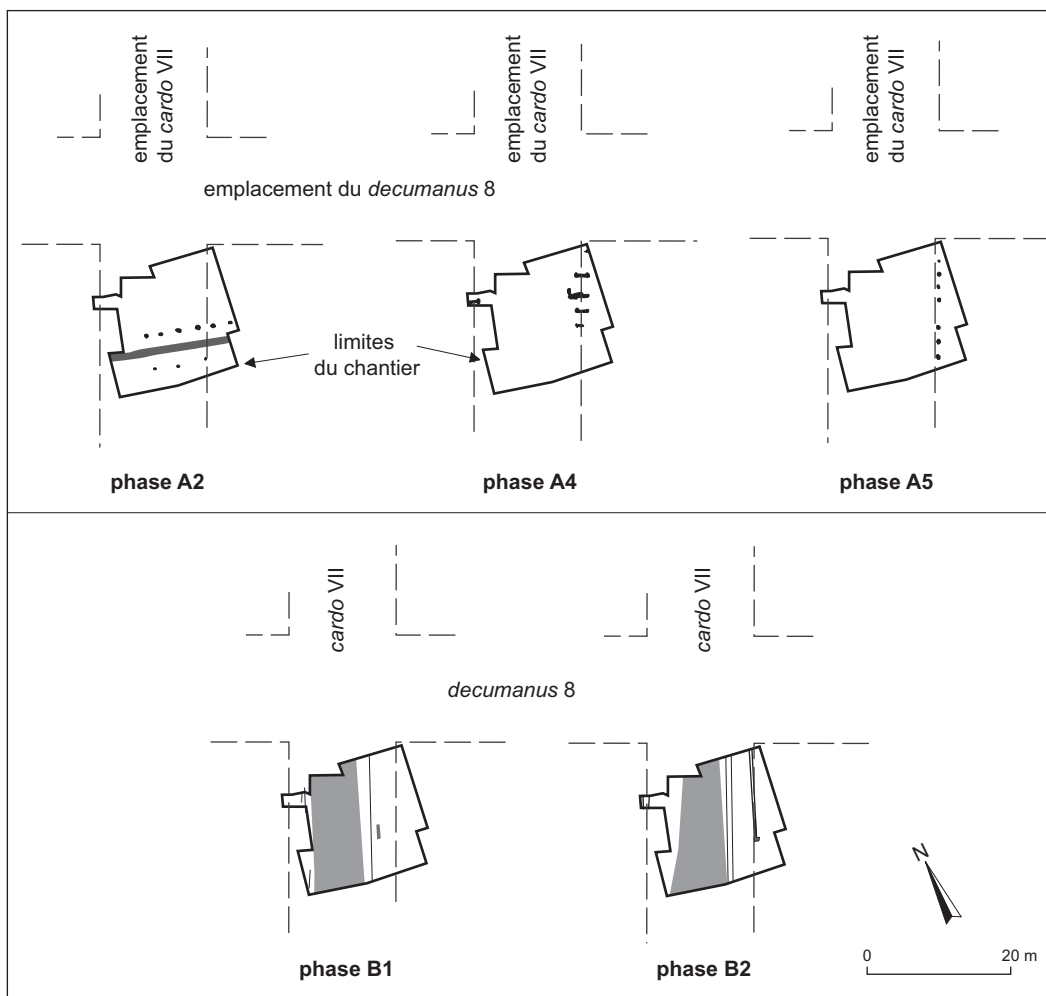 emplacement
du cardo VII
emplacement
du cardo VII
emplacement
du cardo VII
emplacement du decumanus 8
limites
du chantier
phase A2
phase A4
phase A5
cardo VII
cardo VII
decumanus 8
N
phase B1
phase B2
0
20 m